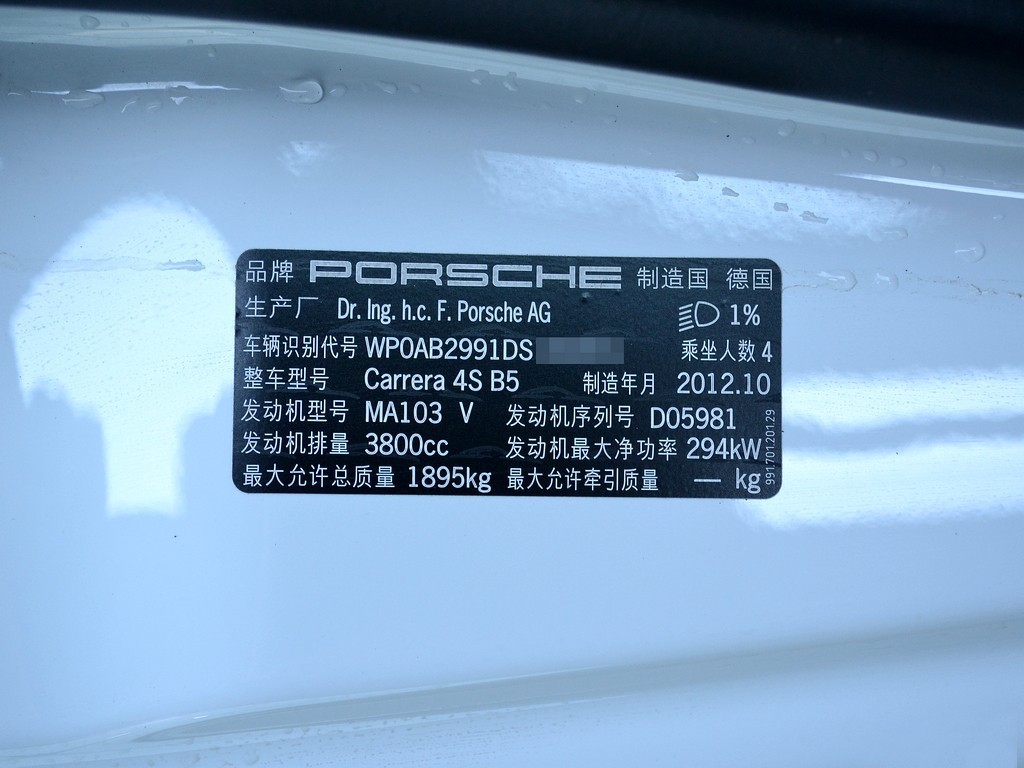 品牌 PORSCHE 制造国 德国
生产厂 Dr. Ing. h.c. F. Porsche AG 1%
车辆识别代号 WP0AB2991DS 乘坐人数 4
整车型号 Carrera 4S B5 制造年月 2012.10
发动机型号 MA103 V 发动机序列号 D05981
发动机排量 3800cc 发动机最大净功率 294kW
最大允许总质量 1895kg 最大允许牵引质量 — kg
991.701.201.29